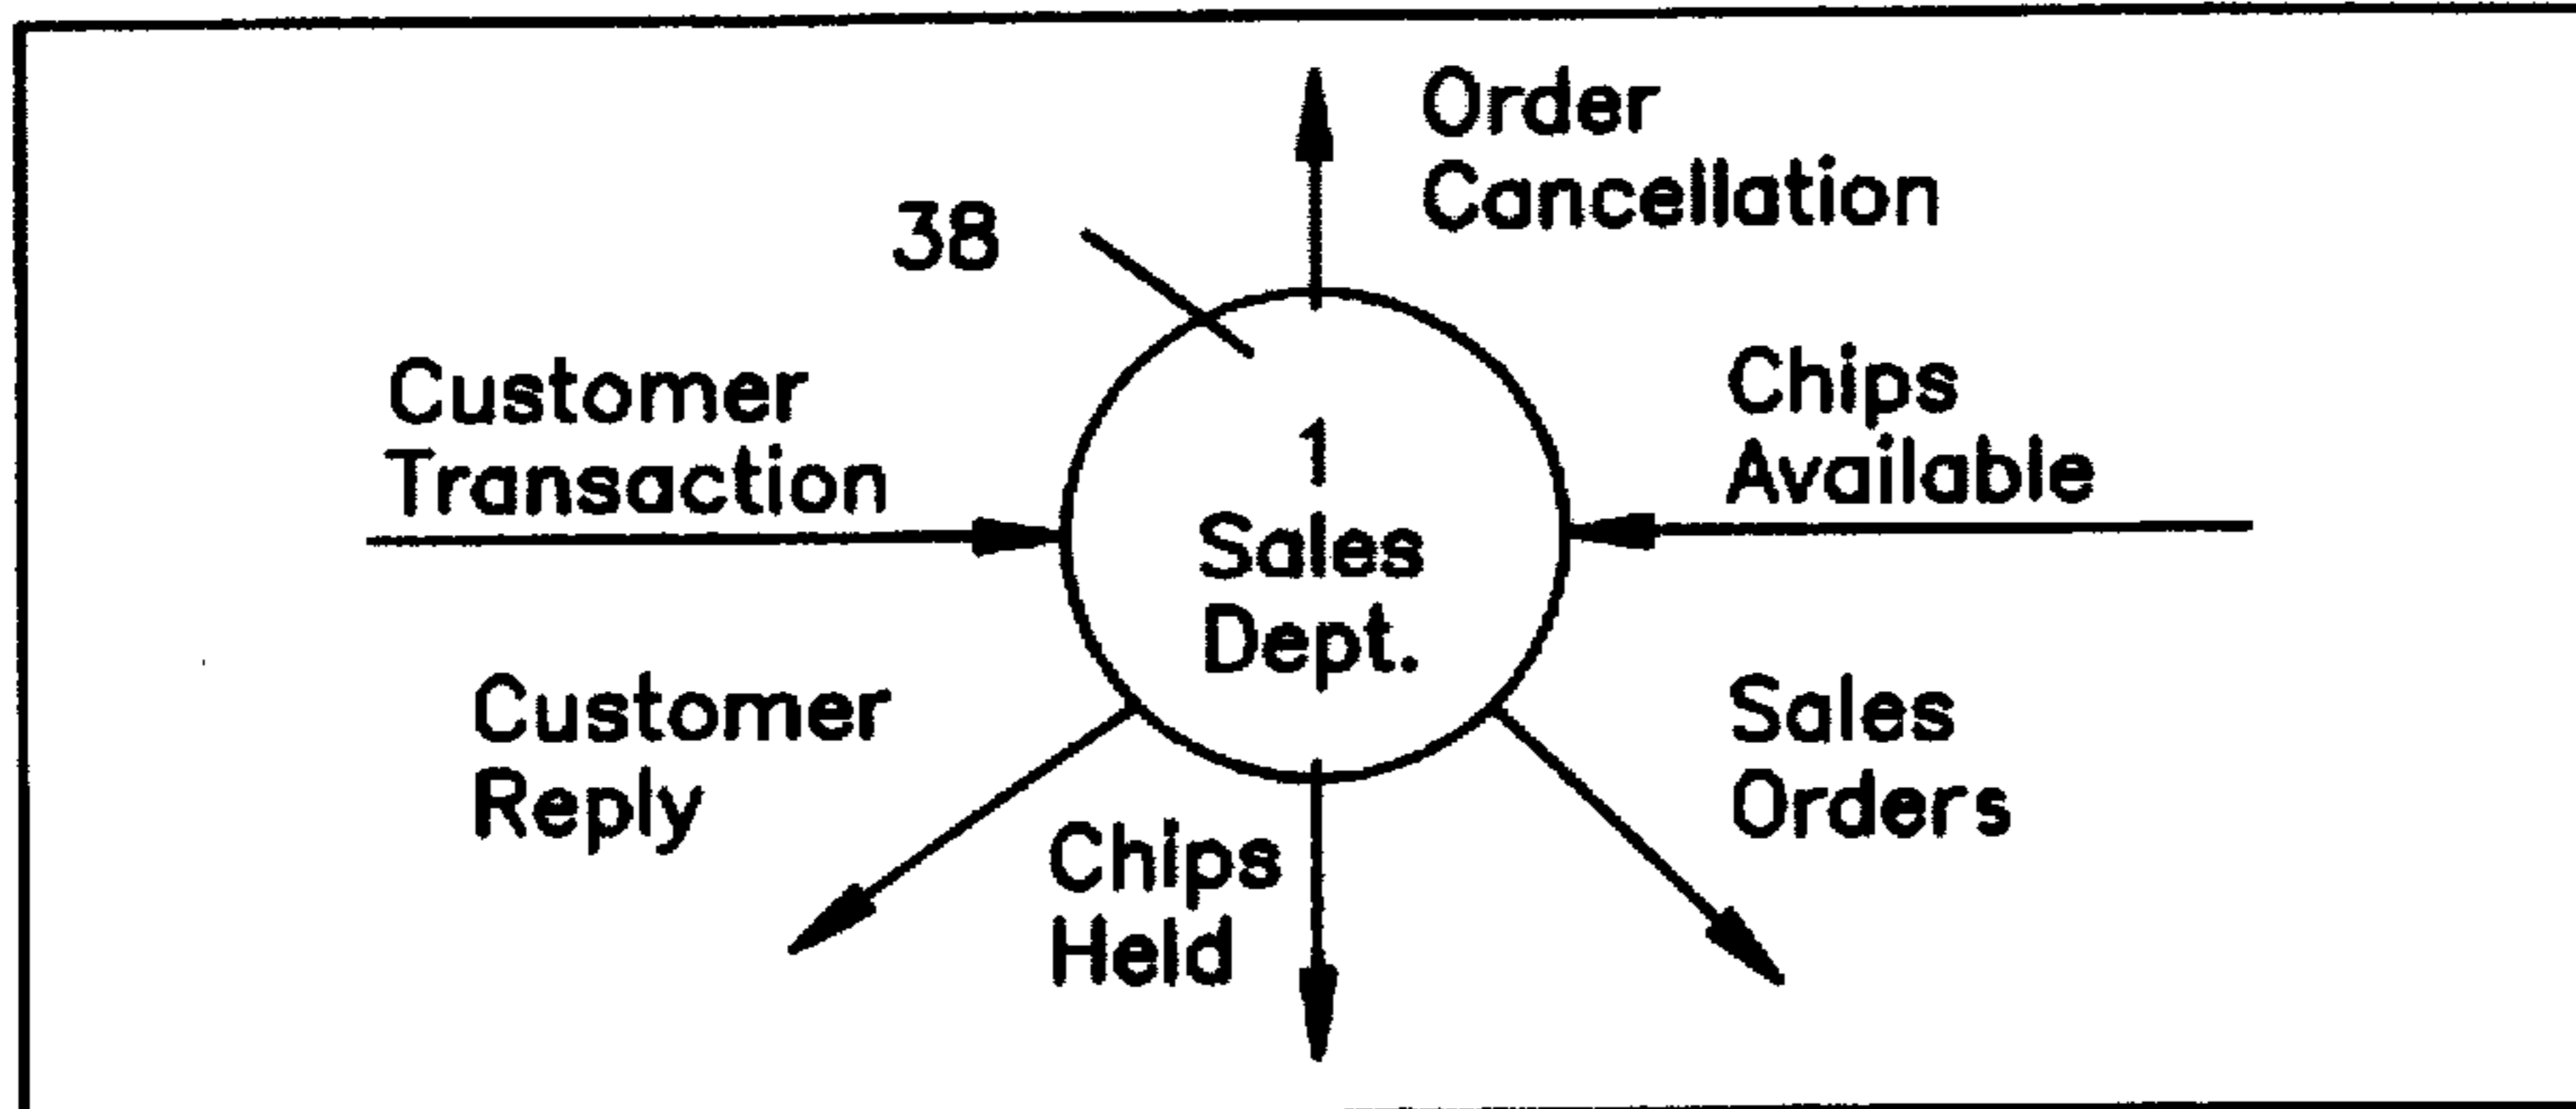 Order
Cancellation
38
Customer
Transaction
Chips
Available
1
Sales
Dept.
Customer
Reply
Chips
Held
Sales
Orders